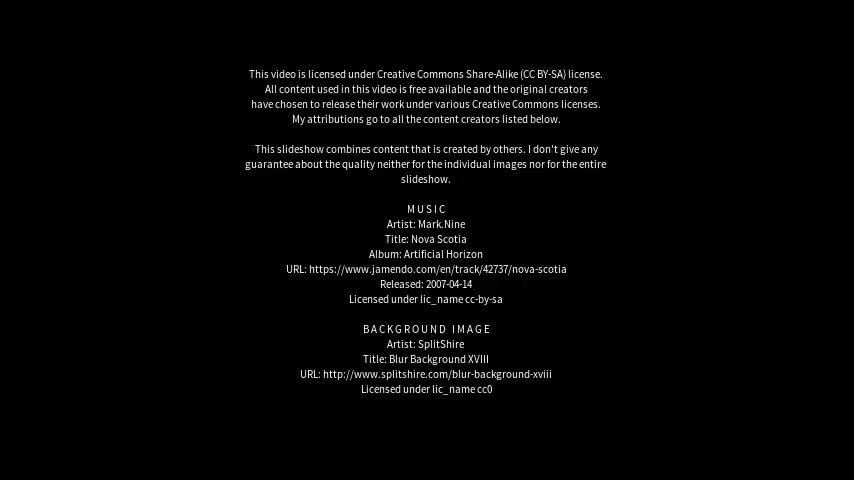 This video is licensed under Creative Commons Share-Alike (CC BY-SA) license.
All content used in this video is free available and the original creators
have chosen to release their work under various Creative Commons licenses.
My attributions go to all the content creators listed below.
This slideshow combines content that is created by others. I don't give any
guarantee about the quality neither for the individual images nor for the entire
slideshow.
MUSIC
Artist: Mark.Nine
Title: Nova Scotia
Album: Artificial Horizon
URL: https://www.jamendo.com/en/track/42737/nova-scotia
Released: 2007-04-14
Licensed under lic_name cc-by-sa
BACKGROUND IMAGE
Artist: SplitShire
Title: Blur Background XVIII
URL: http://www.splitshire.com/blur-background-xviii
Licensed under lic_name cc0